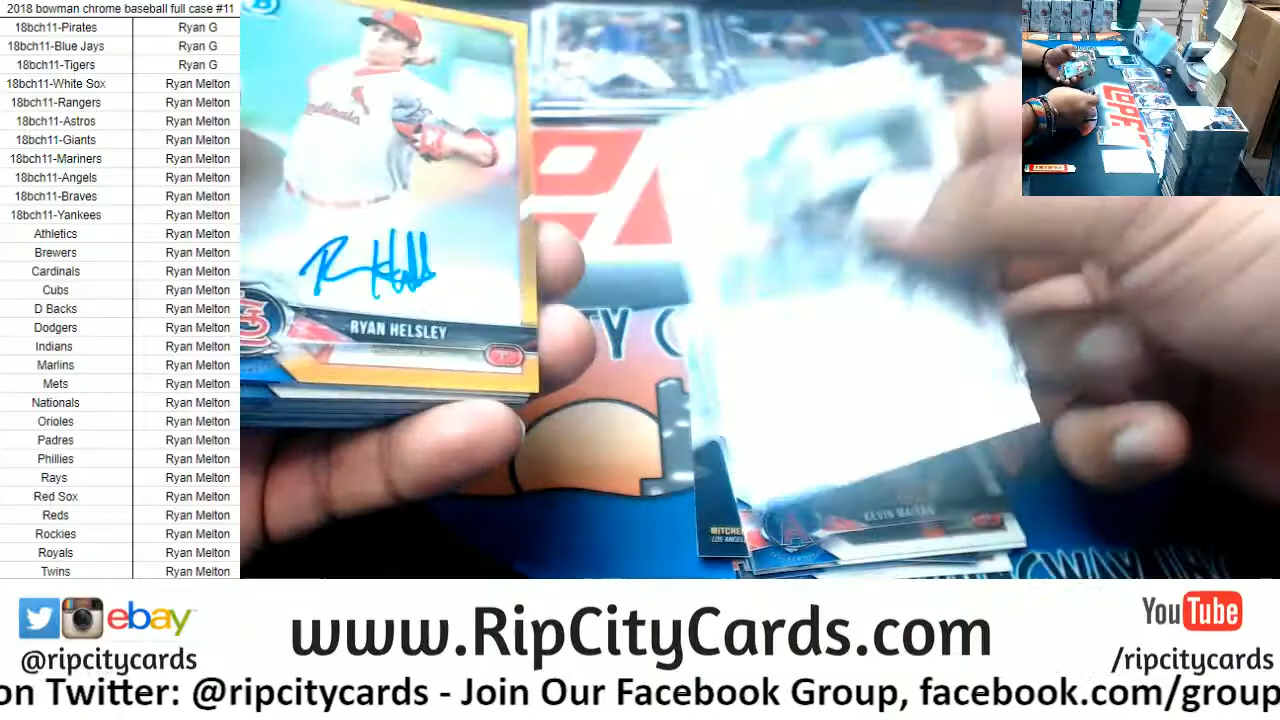 2018 bowman chrome baseball full case #11
18bch11-Pirates Ryan G
18bch11-Blue Jays Ryan G
18bch11-Tigers Ryan G
18bch11-White Sox Ryan Melton
18bch11-Rangers Ryan Melton
18bch11-Astros Ryan Melton
18bch11-Giants Ryan Melton
18bch11-Mariners Ryan Melton
18bch11-Angels Ryan Melton
18bch11-Braves Ryan Melton
18bch11-Yankees Ryan Melton
Athletics Ryan Melton
Brewers Ryan Melton
Cardinals Ryan Melton
Cubs Ryan Melton
D Backs Ryan Melton
Dodgers Ryan Melton
Indians Ryan Melton
Marlins Ryan Melton
Mets Ryan Melton
Nationals Ryan Melton
Orioles Ryan Melton
Padres Ryan Melton
Phillies Ryan Melton
Rays Ryan Melton
Red Sox Ryan Melton
Reds Ryan Melton
Rockies Ryan Melton
Royals Ryan Melton
Twins Ryan Melton
B
Cardinals
RYAN HELSLEY
KEVIN MAITAN
MITCHE
LOS ANGEL
PANINI
ebay
@ripcitycards
www.RipCityCards.com
YouTube
/ripcitycards
on Twitter: @ripcitycards - Join Our Facebook Group, facebook.com/group